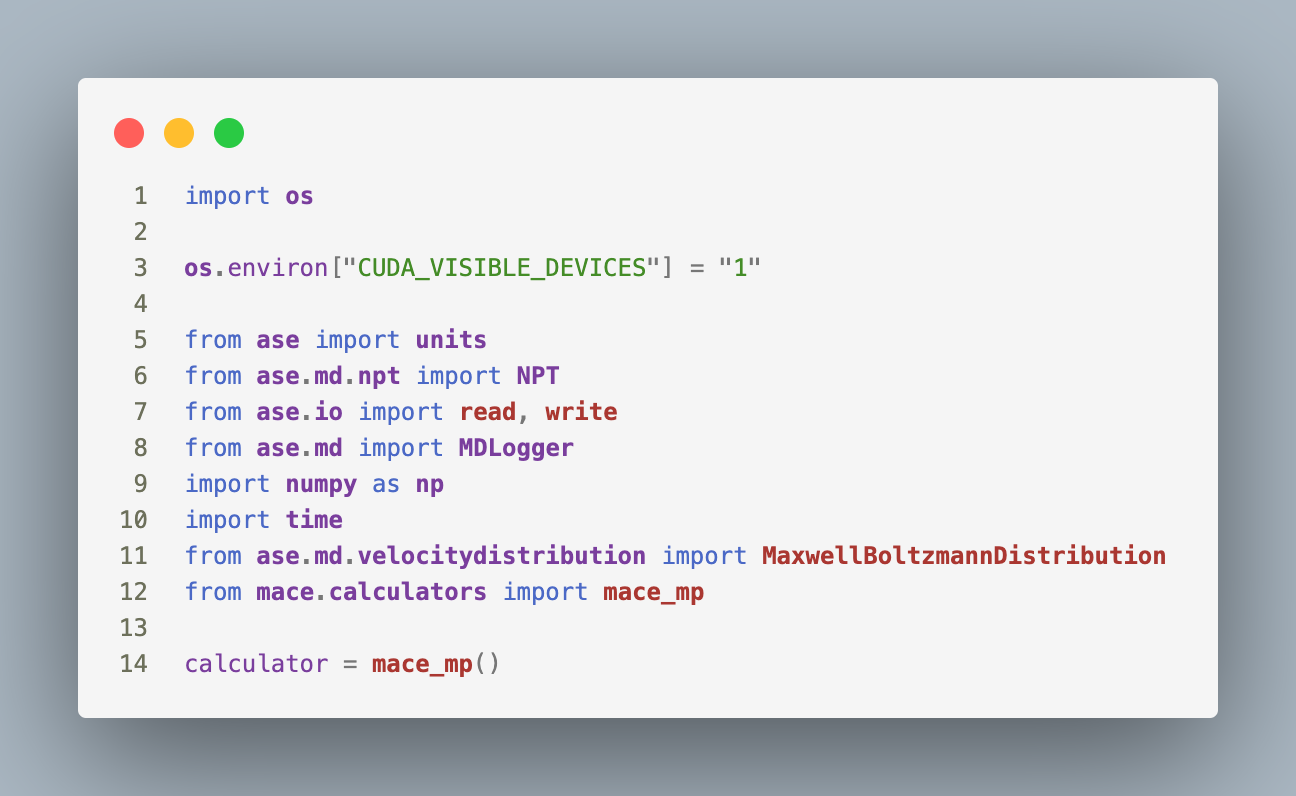 1 import os
2
3 os.environ["CUDA_VISIBLE_DEVICES"] = "1"
4
5 from ase import units
6 from ase.md.npt import NPT
7 from ase.io import read, write
8 from ase.md import MDLogger
9 import numpy as np
10 import time
11 from ase.md.velocitydistribution import MaxwellBoltzmannDistribution
12 from mace.calculators import mace_mp
13
14 calculator = mace_mp()